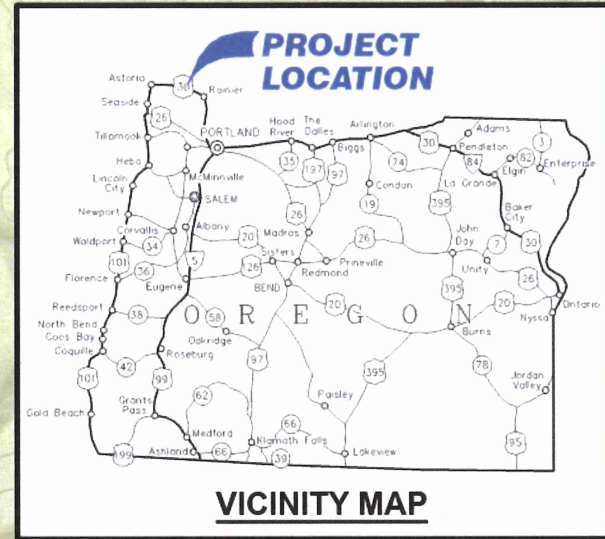 PROJECT
LOCATION
Astoria
30
Rainier
Seaside
26
Tillamook
PORTLAND
Hood
River
The
Dalles
Biggs
Arlington
Adams
30
Pendleton
3
84
82
Elgin
Enterprise
35
197
97
74
La Grande
Hebo
McMinnville
Lincoln
City
SALEM
Condon
19
395
Baker
City
Newport
Corvallis
Albany
26
Madras
John
Day
7
30
Waldport
34
20
Sisters
26
Prineville
Unity
26
101
36
5
126
Redmond
Florence
Eugene
BEND
395
20
Ontario
Reedsport
38
OREGON
58
20
Nyssa
North Bend
Coos Bay
Oakridge
Burns
Coquille
Roseburg
97
78
42
395
Jordan
Valley
101
99
62
Paisley
Gold Beach
Grants
Pass
66
Medford
Klamath Falls
95
199
Ashland
66
39
Lakeview
VICINITY MAP